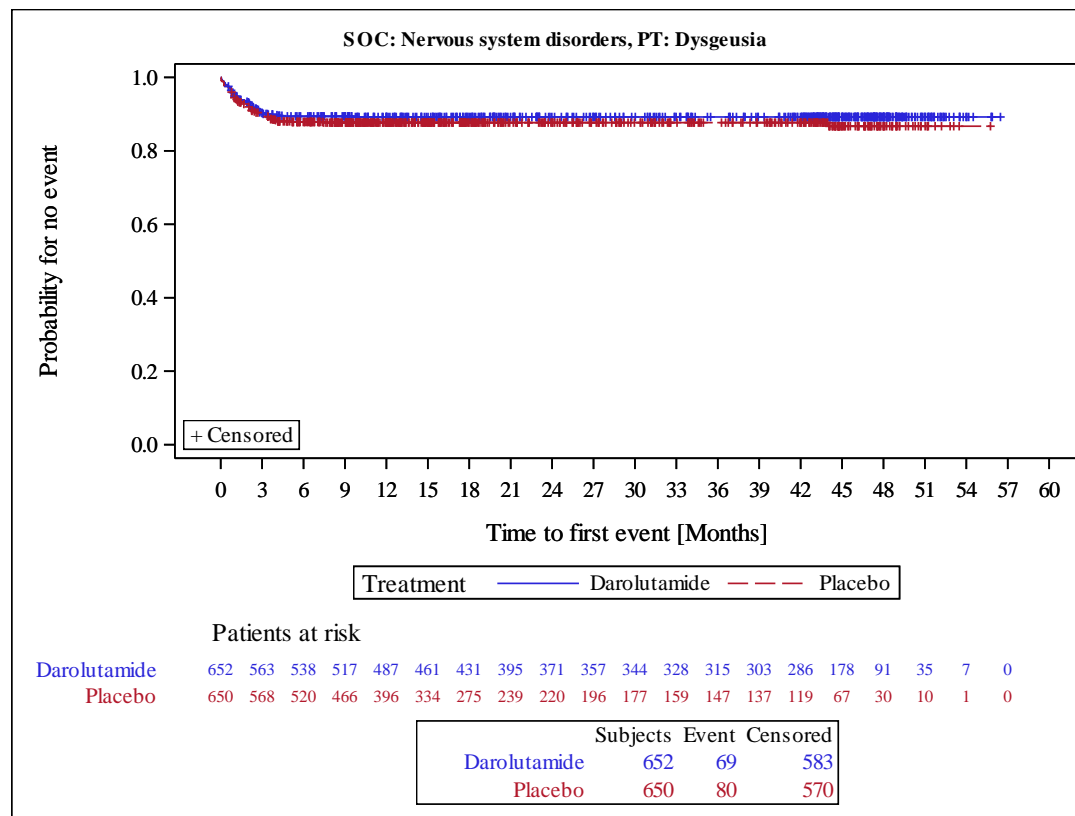 SOC: Nervous system disorders, PT: Dysgeusia
Probability for no event
1.0
0.8
0.6
0.4
0.2
0.0
+ Censored
0 3 6 9 12 15 18 21 24 27 30 33 36 39 42 45 48 51 54 57 60
Time to first event [Months]
Treatment Darolutamide Placebo
Patients at risk
Darolutamide 652 563 538 517 487 461 431 395 371 357 344 328 315 303 286 178 91 35 7 0
Placebo 650 568 520 466 396 334 275 239 220 196 177 159 147 137 119 67 30 10 1 0
Subjects Event Censored
Darolutamide 652 69 583
Placebo 650 80 570